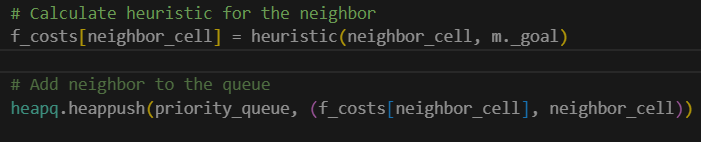 # Calculate heuristic for the neighbor
f_costs[neighbor_cell] = heuristic(neighbor_cell, m._goal)
# Add neighbor to the queue
heapq.heappush(priority_queue, (f_costs[neighbor_cell], neighbor_cell))